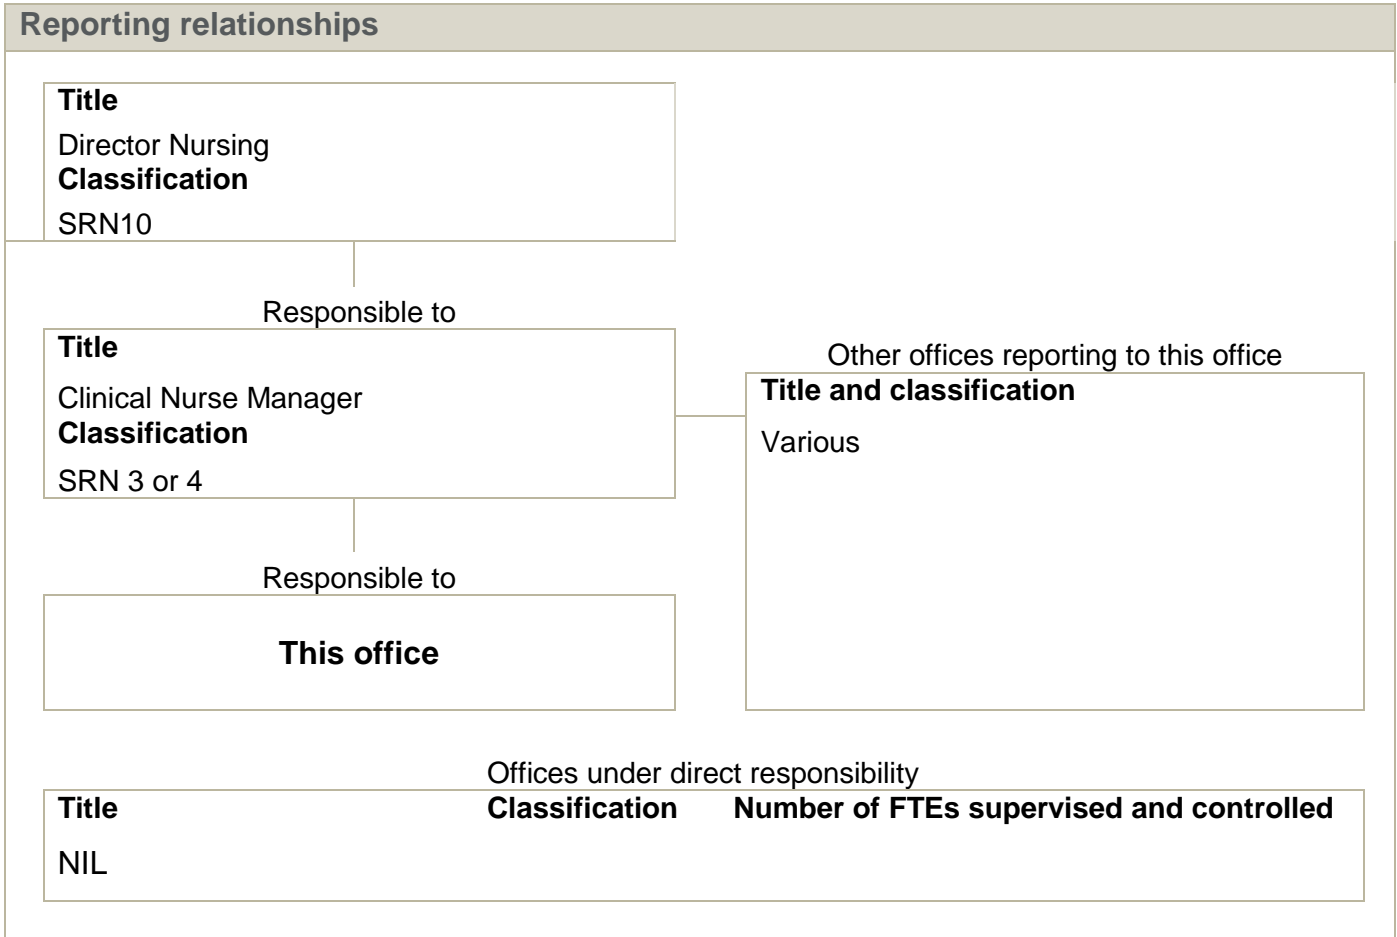 Reporting relationships
Title
Director Nursing
Classification
SRN10
Responsible to
Title
Clinical Nurse Manager
Classification
SRN 3 or 4
Other offices reporting to this office
Title and classification
Various
Responsible to
This office
Offices under direct responsibility
Title Classification Number of FTEs supervised and controlled
NIL